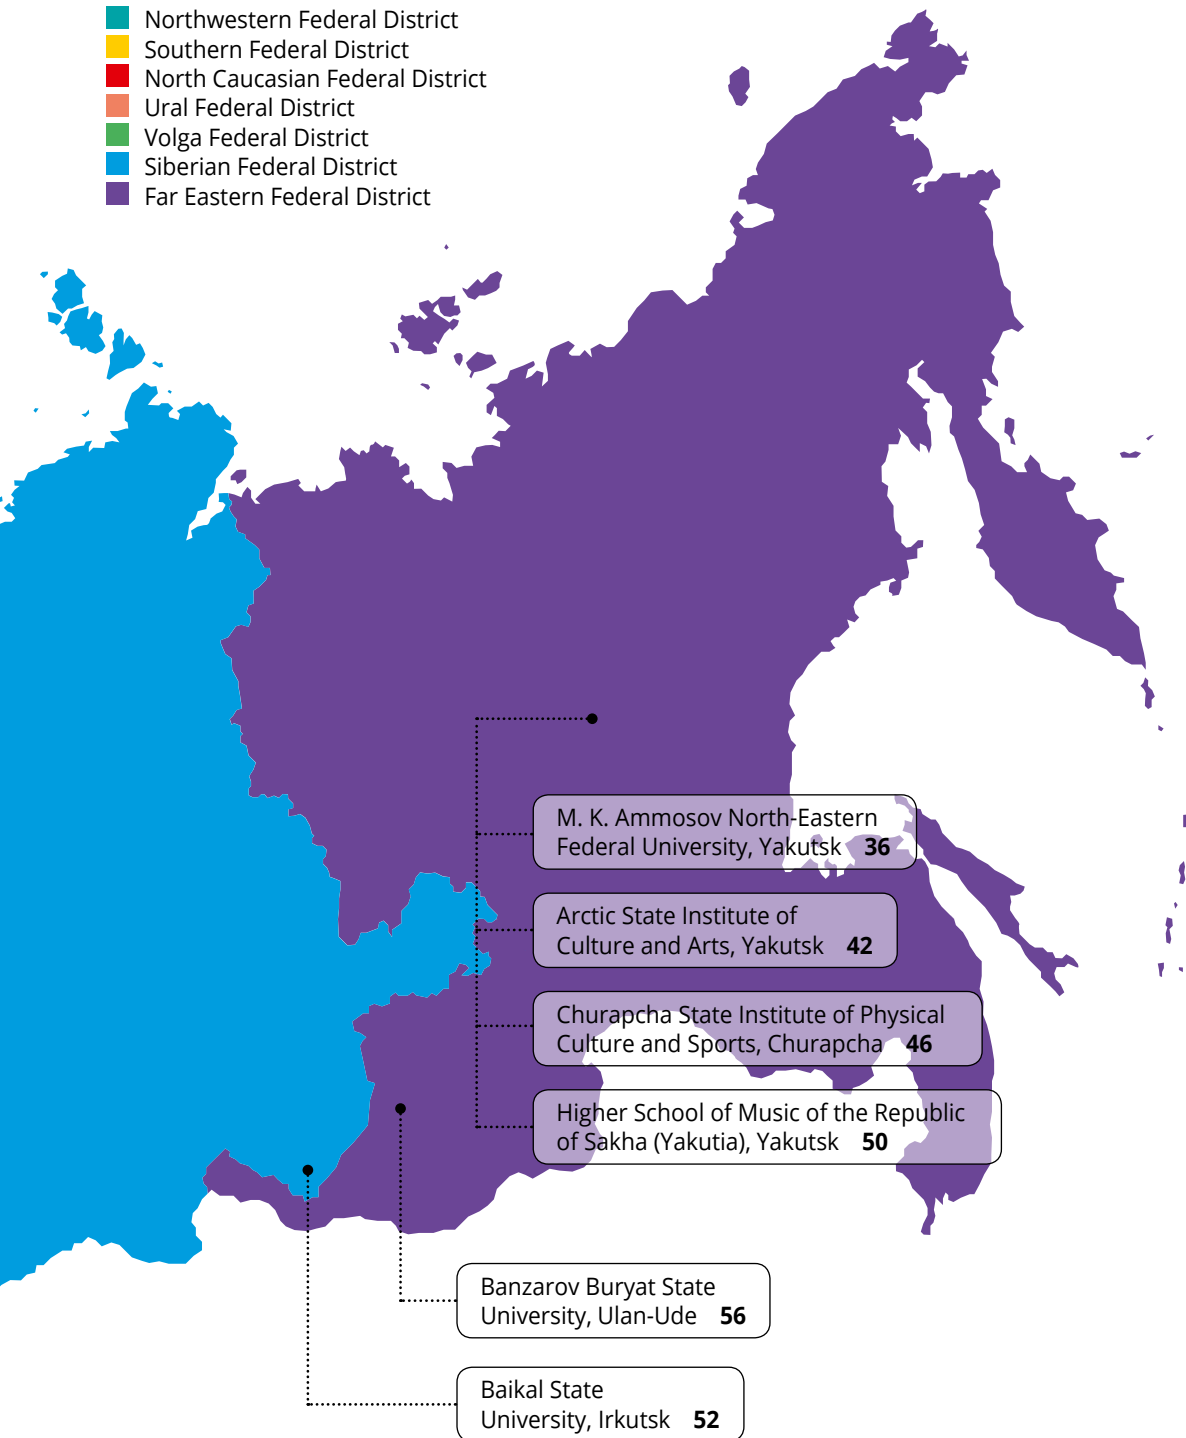 Northwestern Federal District
Southern Federal District
North Caucasian Federal District
Ural Federal District
Volga Federal District
Siberian Federal District
Far Eastern Federal District
M. K. Ammosov North-Eastern
Federal University, Yakutsk 36
Arctic State Institute of
Culture and Arts, Yakutsk 42
Churapcha State Institute of Physical
Culture and Sports, Churapcha 46
Higher School of Music of the Republic
of Sakha (Yakutia), Yakutsk 50
Banzarov Buryat State
University, Ulan-Ude 56
Baikal State
University, Irkutsk 52